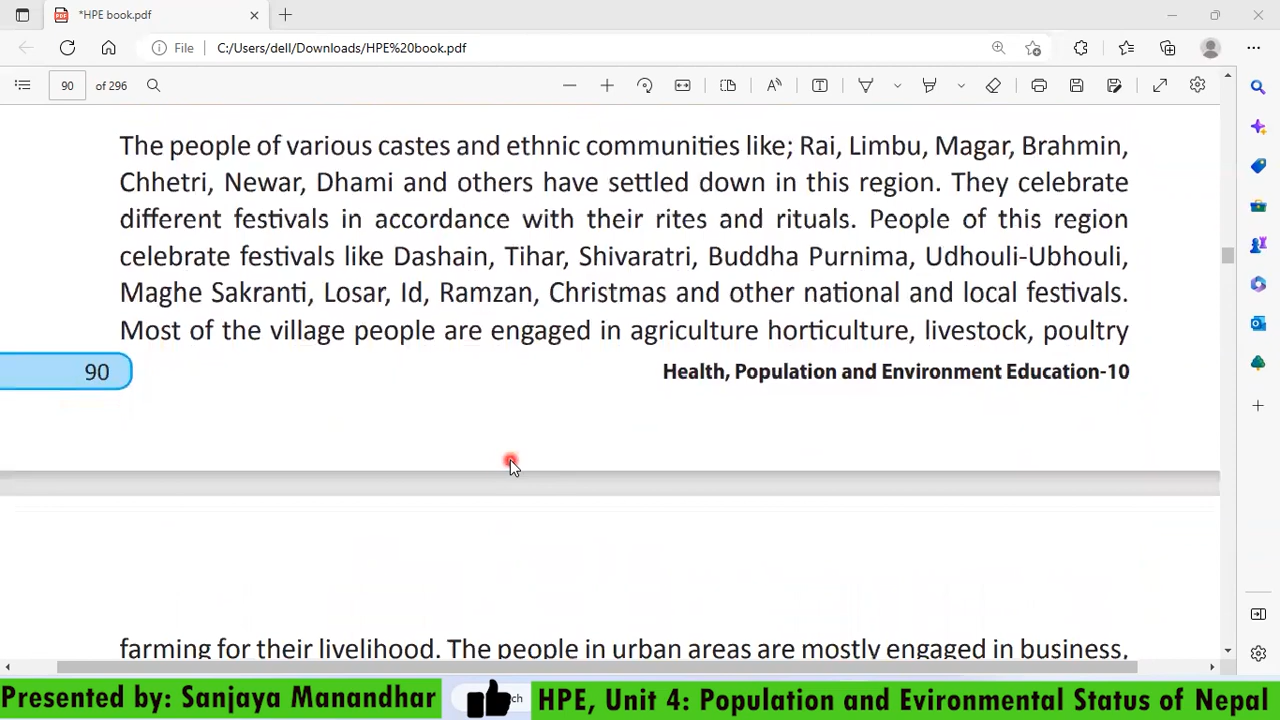 *HPE book.pdf
File C:/Users/dell/Downloads/HPE%20book.pdf
90 of 296
The people of various castes and ethnic communities like; Rai, Limbu, Magar, Brahmin,
Chhetri, Newar, Dhami and others have settled down in this region. They celebrate
different festivals in accordance with their rites and rituals. People of this region
celebrate festivals like Dashain, Tihar, Shivaratri, Buddha Purnima, Udhouli-Ubhouli,
Maghe Sakranti, Losar, Id, Ramzan, Christmas and other national and local festivals.
Most of the village people are engaged in agriculture horticulture, livestock, poultry
90 Health, Population and Environment Education-10
farming for their livelihood. The people in urban areas are mostly engaged in business,
Presented by: Sanjaya Manandhar ch HPE, Unit 4: Population and Evironmental Status of Nepal